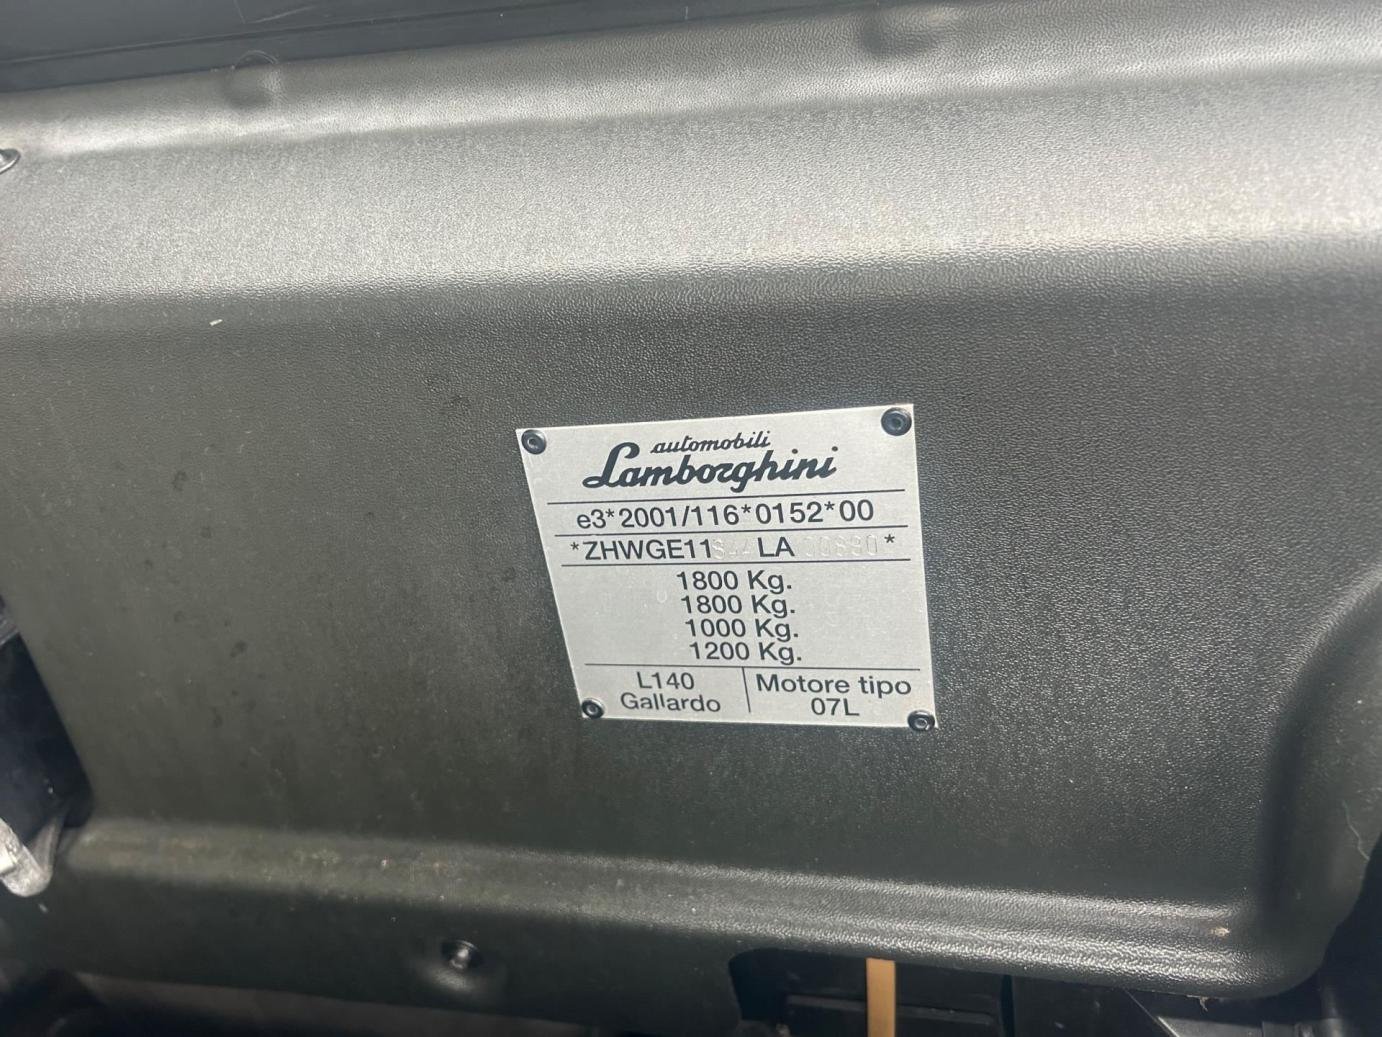 automobili
Lamborghini
e3*2001/116*0152*00
*ZHWGE11 LA *
1800 Kg.
1800 Kg.
1000 Kg.
1200 Kg.
L140
Gallardo
Motore tipo
07L